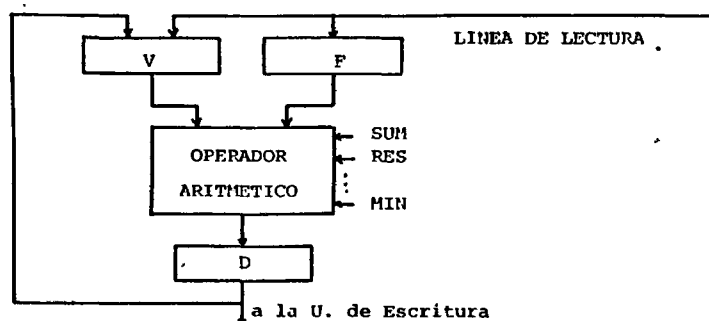 LINEA DE LECTURA
V F
SUM
OPERADOR
RES
ARITMETICO
MIN
D
a la U. de Escritura